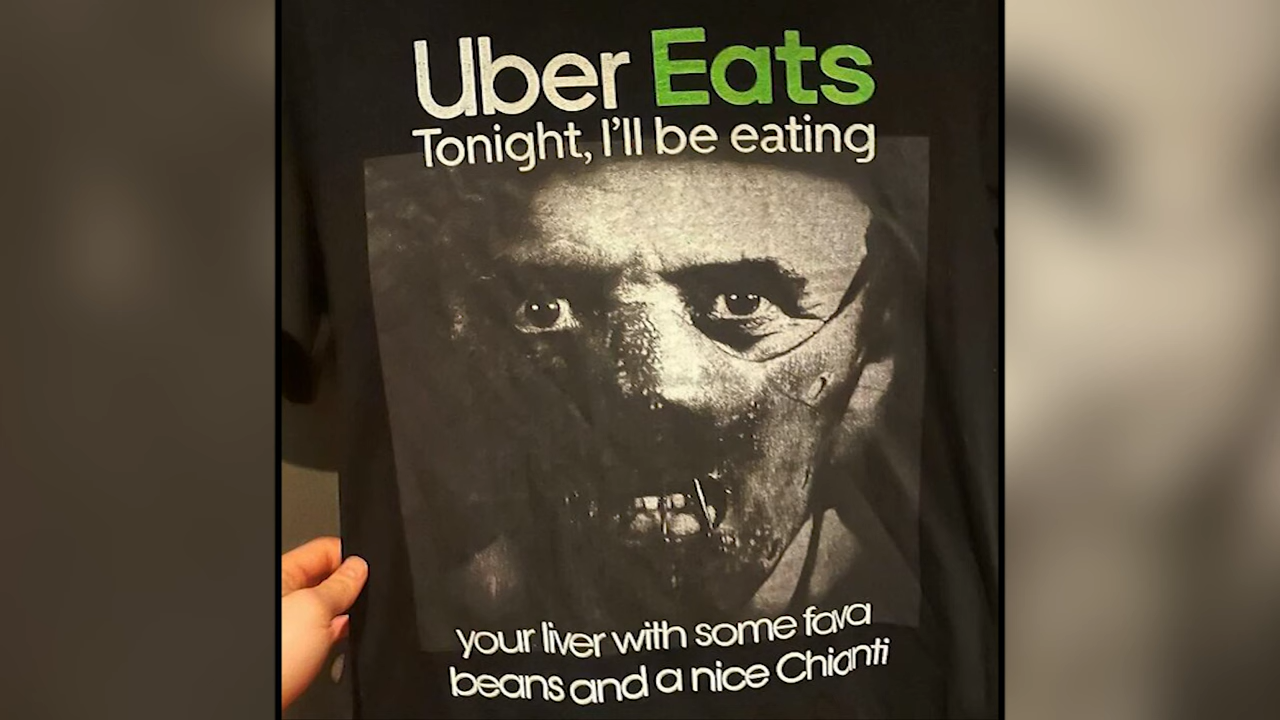 Uber Eats
Tonight, I'll be eating
your liver with some fava
beans and a nice Chianti